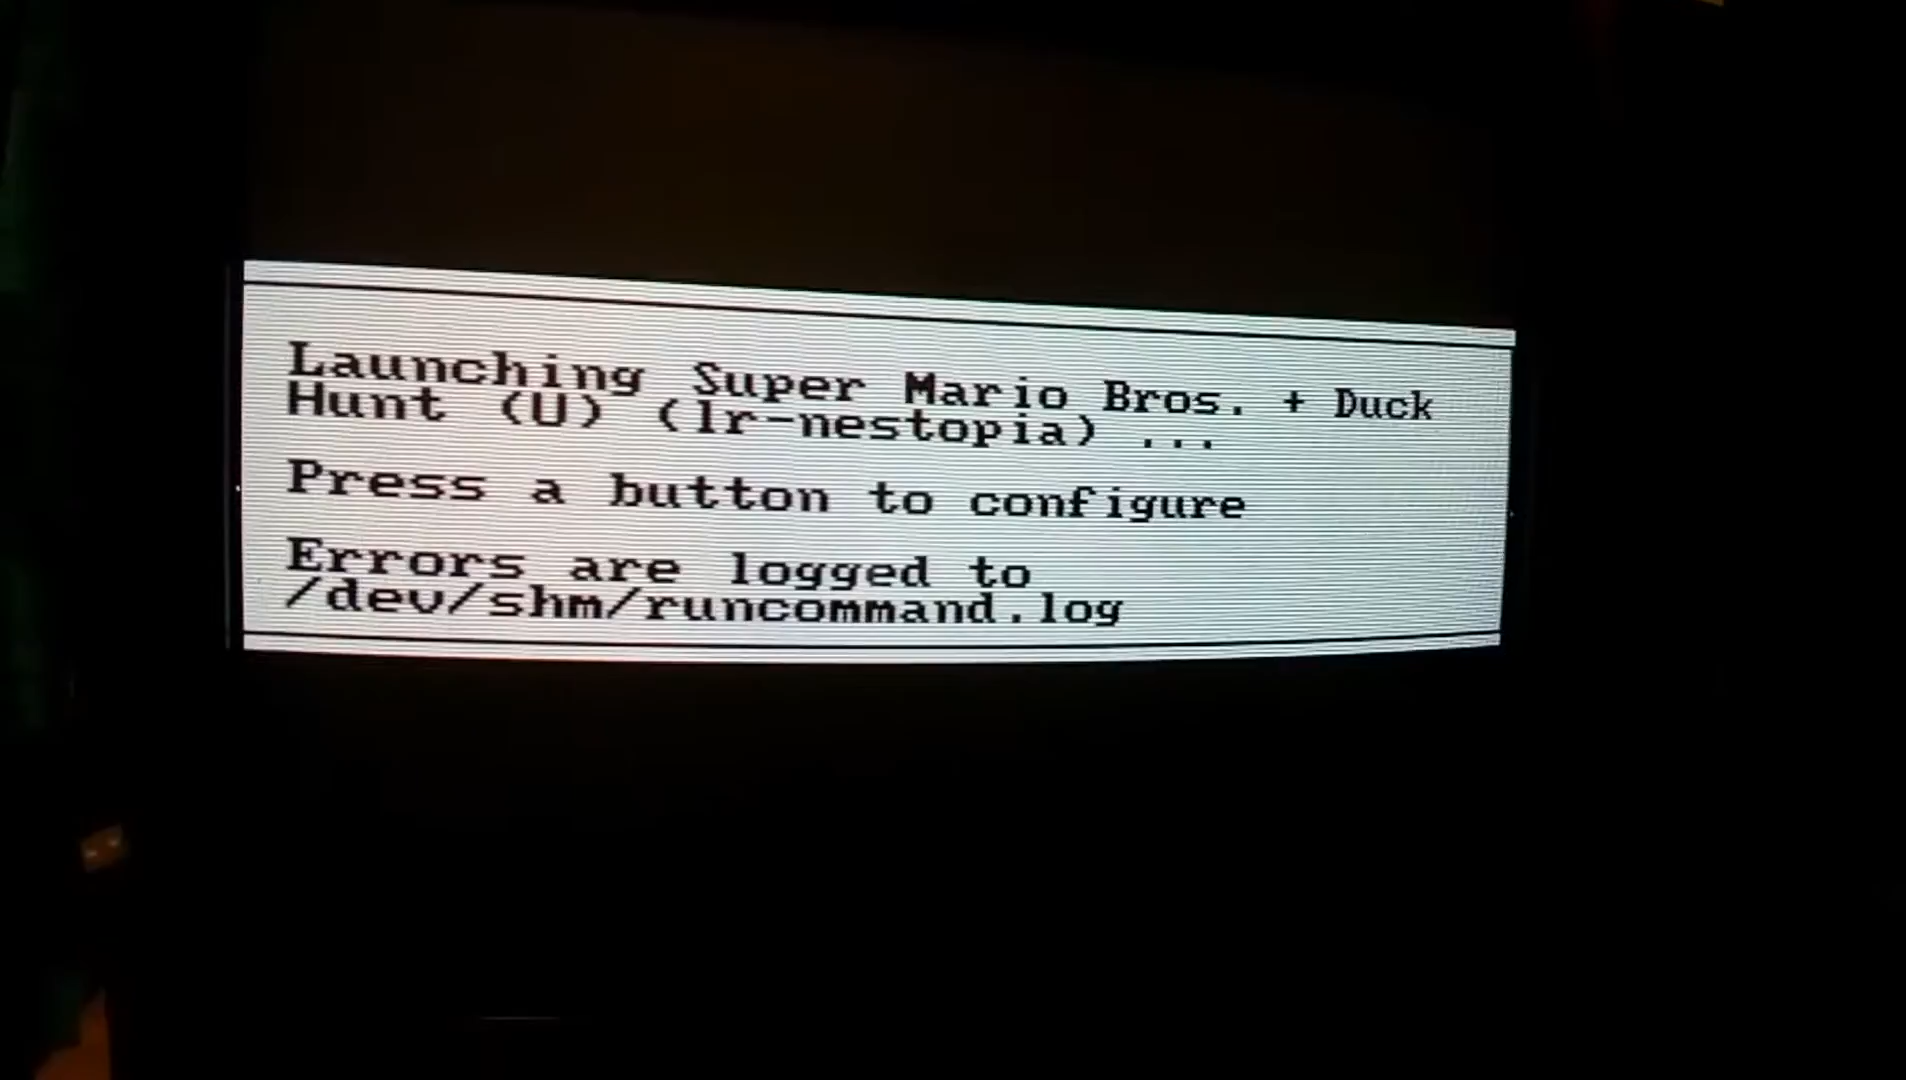 Launching Super Mario Bros. + Duck
Hunt (U) (lr-nestopia) ...
Press a button to configure
Errors are logged to
/dev/shm/runcommand.log